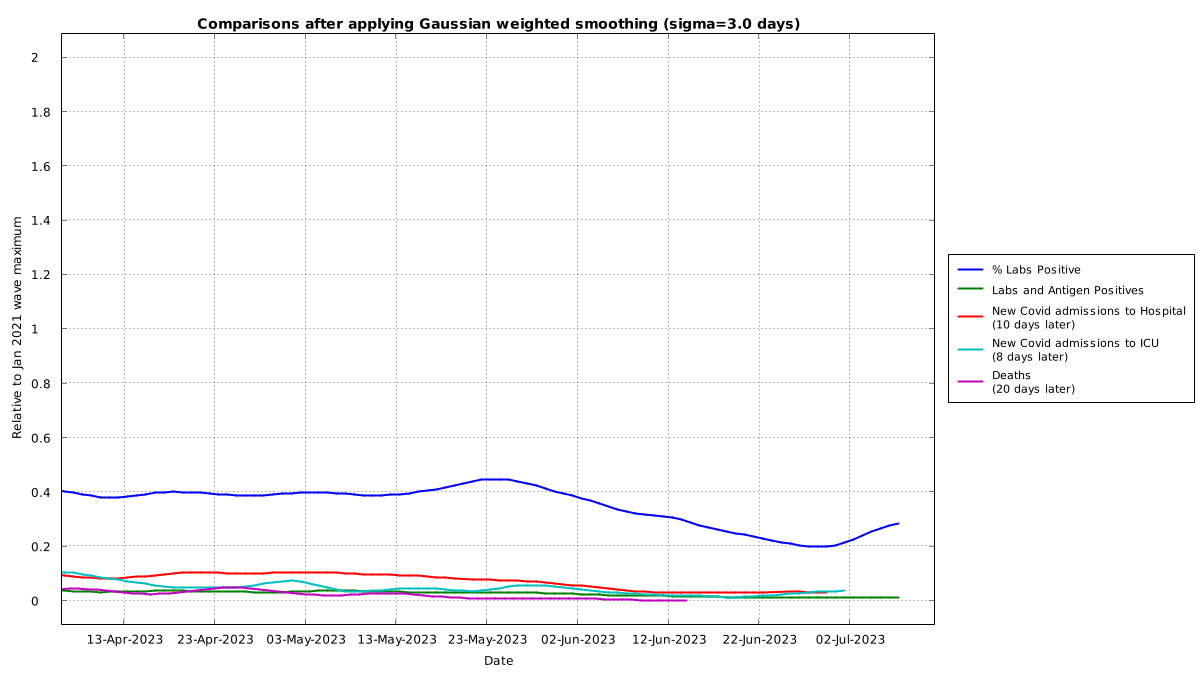 Comparisons after applying Gaussian weighted smoothing (sigma=3.0 days)
Relative to Jan 2021 wave maximum
2
1.8
1.6
1.4
1.2
1
0.8
0.6
0.4
0.2
0
13-Apr-2023 23-Apr-2023 03-May-2023 13-May-2023 23-May-2023 02-Jun-2023 12-Jun-2023 22-Jun-2023 02-Jul-2023
Date
% Labs Positive
Labs and Antigen Positives
New Covid admissions to Hospital
(10 days later)
New Covid admissions to ICU
(8 days later)
Deaths
(20 days later)